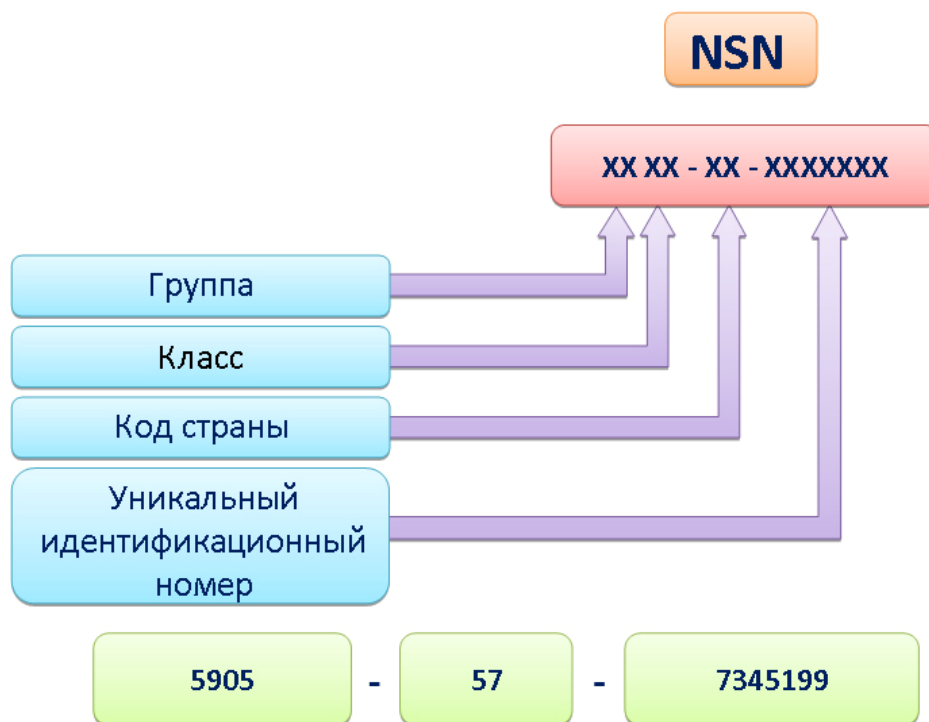 NSN
XX XX - XX - XXXXXXX
Группа
Класс
Код страны
Уникальный
идентификационный
номер
5905 - 57 - 7345199